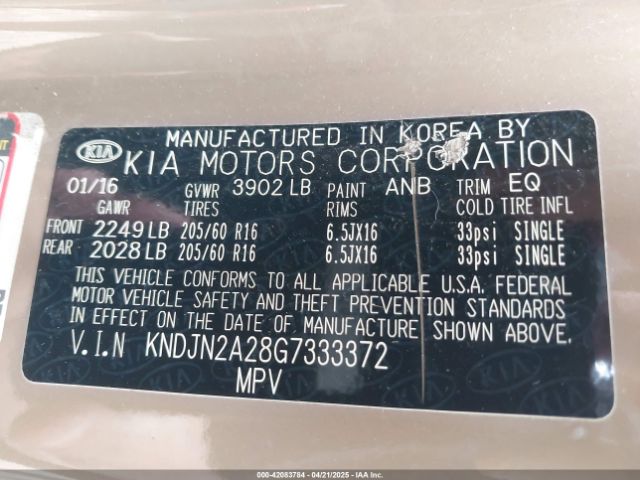 MANUFACTURED IN KOREA BY
KIA KIA MOTORS CORPORATION
01/16 GVWR 3902 LB PAINT ANB TRIM EQ
GAWR TIRES RIMS COLD TIRE INFL
FRONT 2249 LB 205/60 R16 6.5JX16 33psi SINGLE
REAR 2028 LB 205/60 R16 6.5JX16 33psi SINGLE
THIS VEHICLE CONFORMS TO ALL APPLICABLE U.S.A. FEDERAL
MOTOR VEHICLE SAFETY AND THEFT PREVENTION STANDARDS
IN EFFECT ON THE DATE OF MANUFACTURE SHOWN ABOVE.
V.I.N KNDJN2A28G7333372
MPV
000-42083784 - 04/21/2025 - IAA Inc.